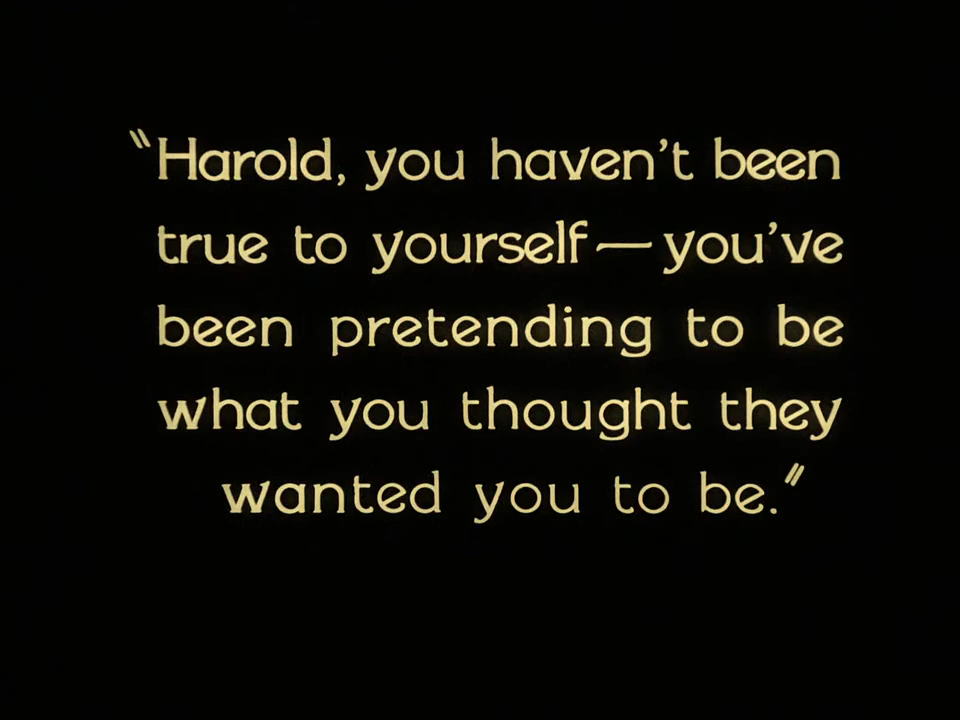 "Harold, you haven't been
true to yourself—you've
been pretending to be
what you thought they
wanted you to be."